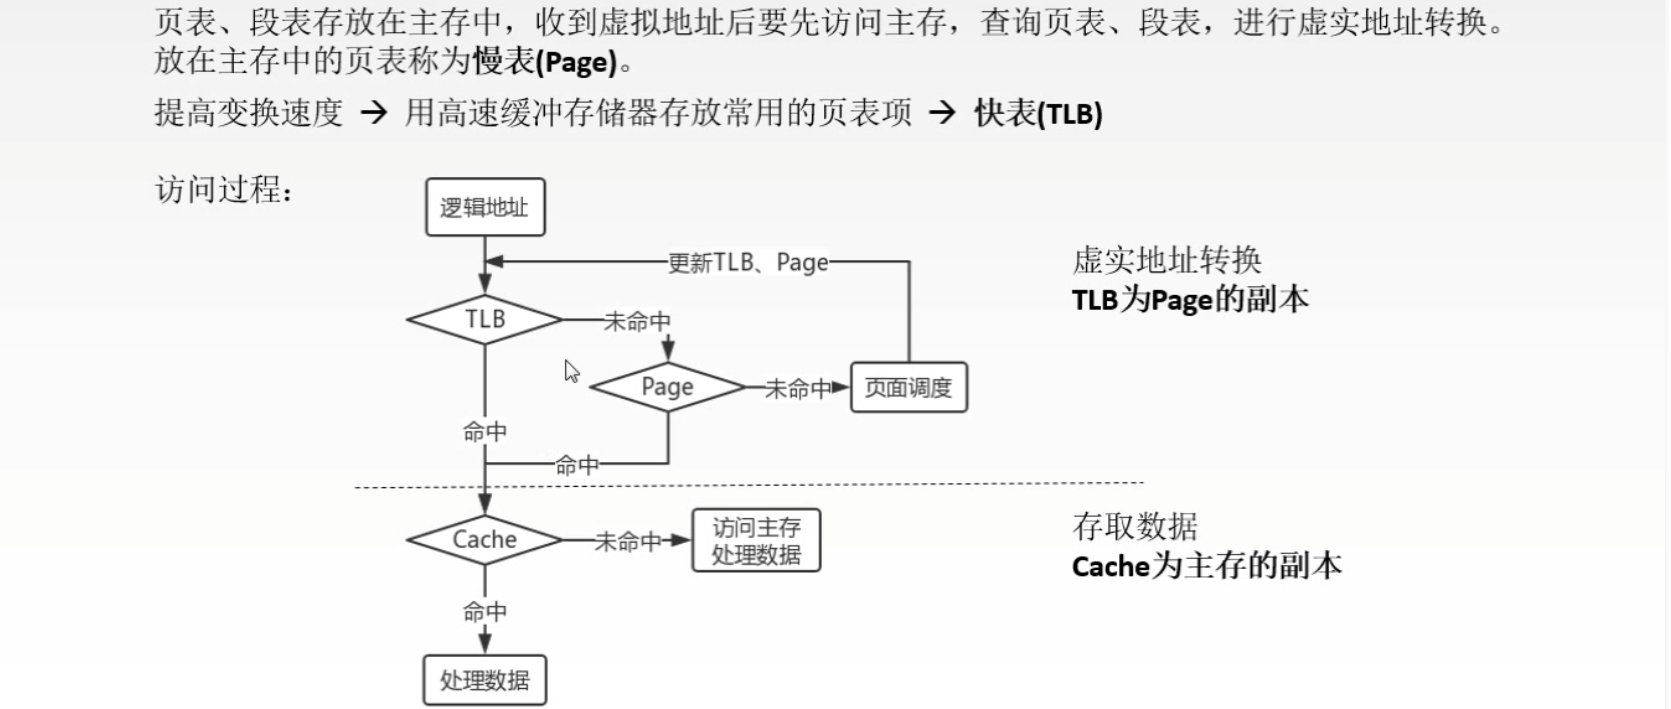 页表、段表存放在主存中，收到虚拟地址后要先访问主存，查询页表、段表，进行虚实地址转换。
放在主存中的页表称为慢表(Page)。
提高变换速度 → 用高速缓冲存储器存放常用的页表项 → 快表(TLB)
访问过程：
逻辑地址
更新TLB、Page
虚实地址转换
TLB为Page的副本
TLB
未命中
Page
未命中
页面调度
命中
命中
Cache
未命中
访问主存
处理数据
存取数据
Cache为主存的副本
命中
处理数据